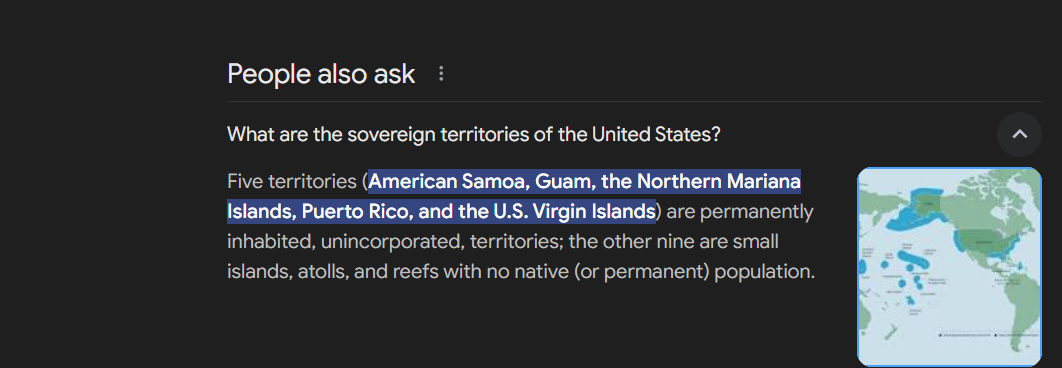 People also ask
What are the sovereign territories of the United States?
Five territories (American Samoa, Guam, the Northern Mariana
Islands, Puerto Rico, and the U.S. Virgin Islands) are permanently
inhabited, unincorporated, territories; the other nine are small
islands, atolls, and reefs with no native (or permanent) population.